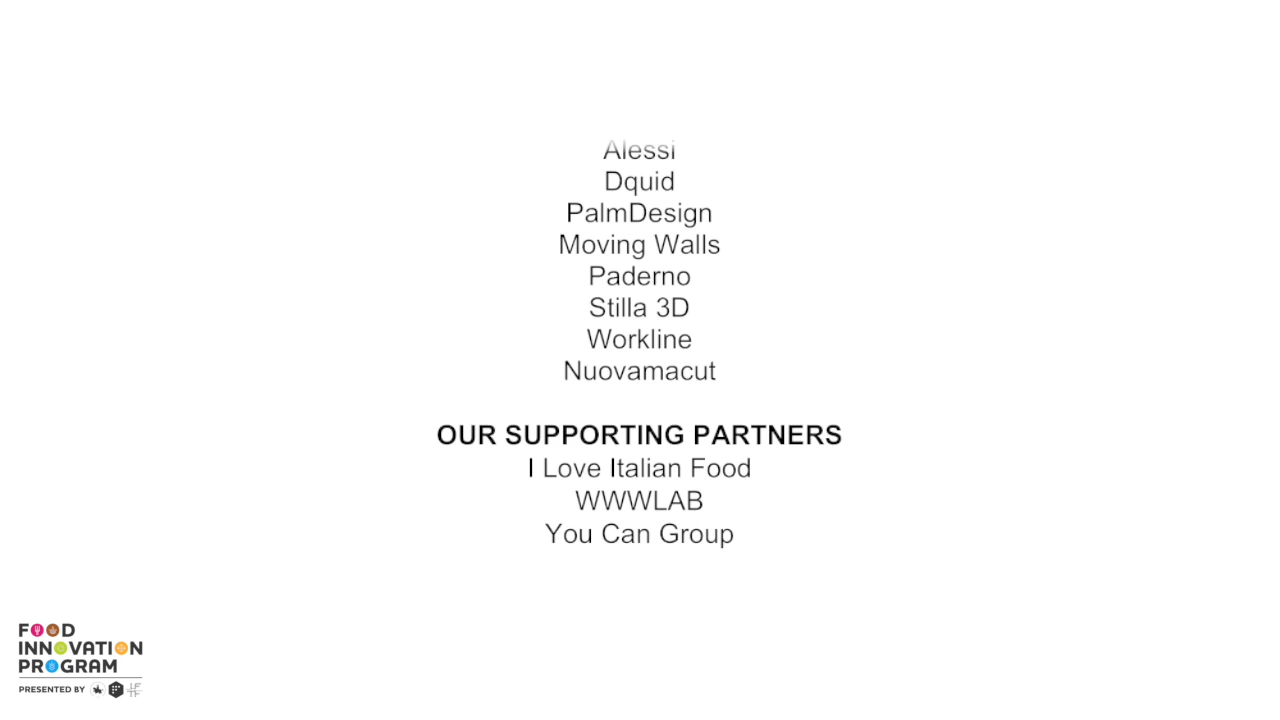 Alessi
Dquid
PalmDesign
Moving Walls
Paderno
Stilla 3D
Workline
Nuovamacut
OUR SUPPORTING PARTNERS
I Love Italian Food
WWWLAB
You Can Group
FOOD
INNOVATION
PROGRAM
PRESENTED BY